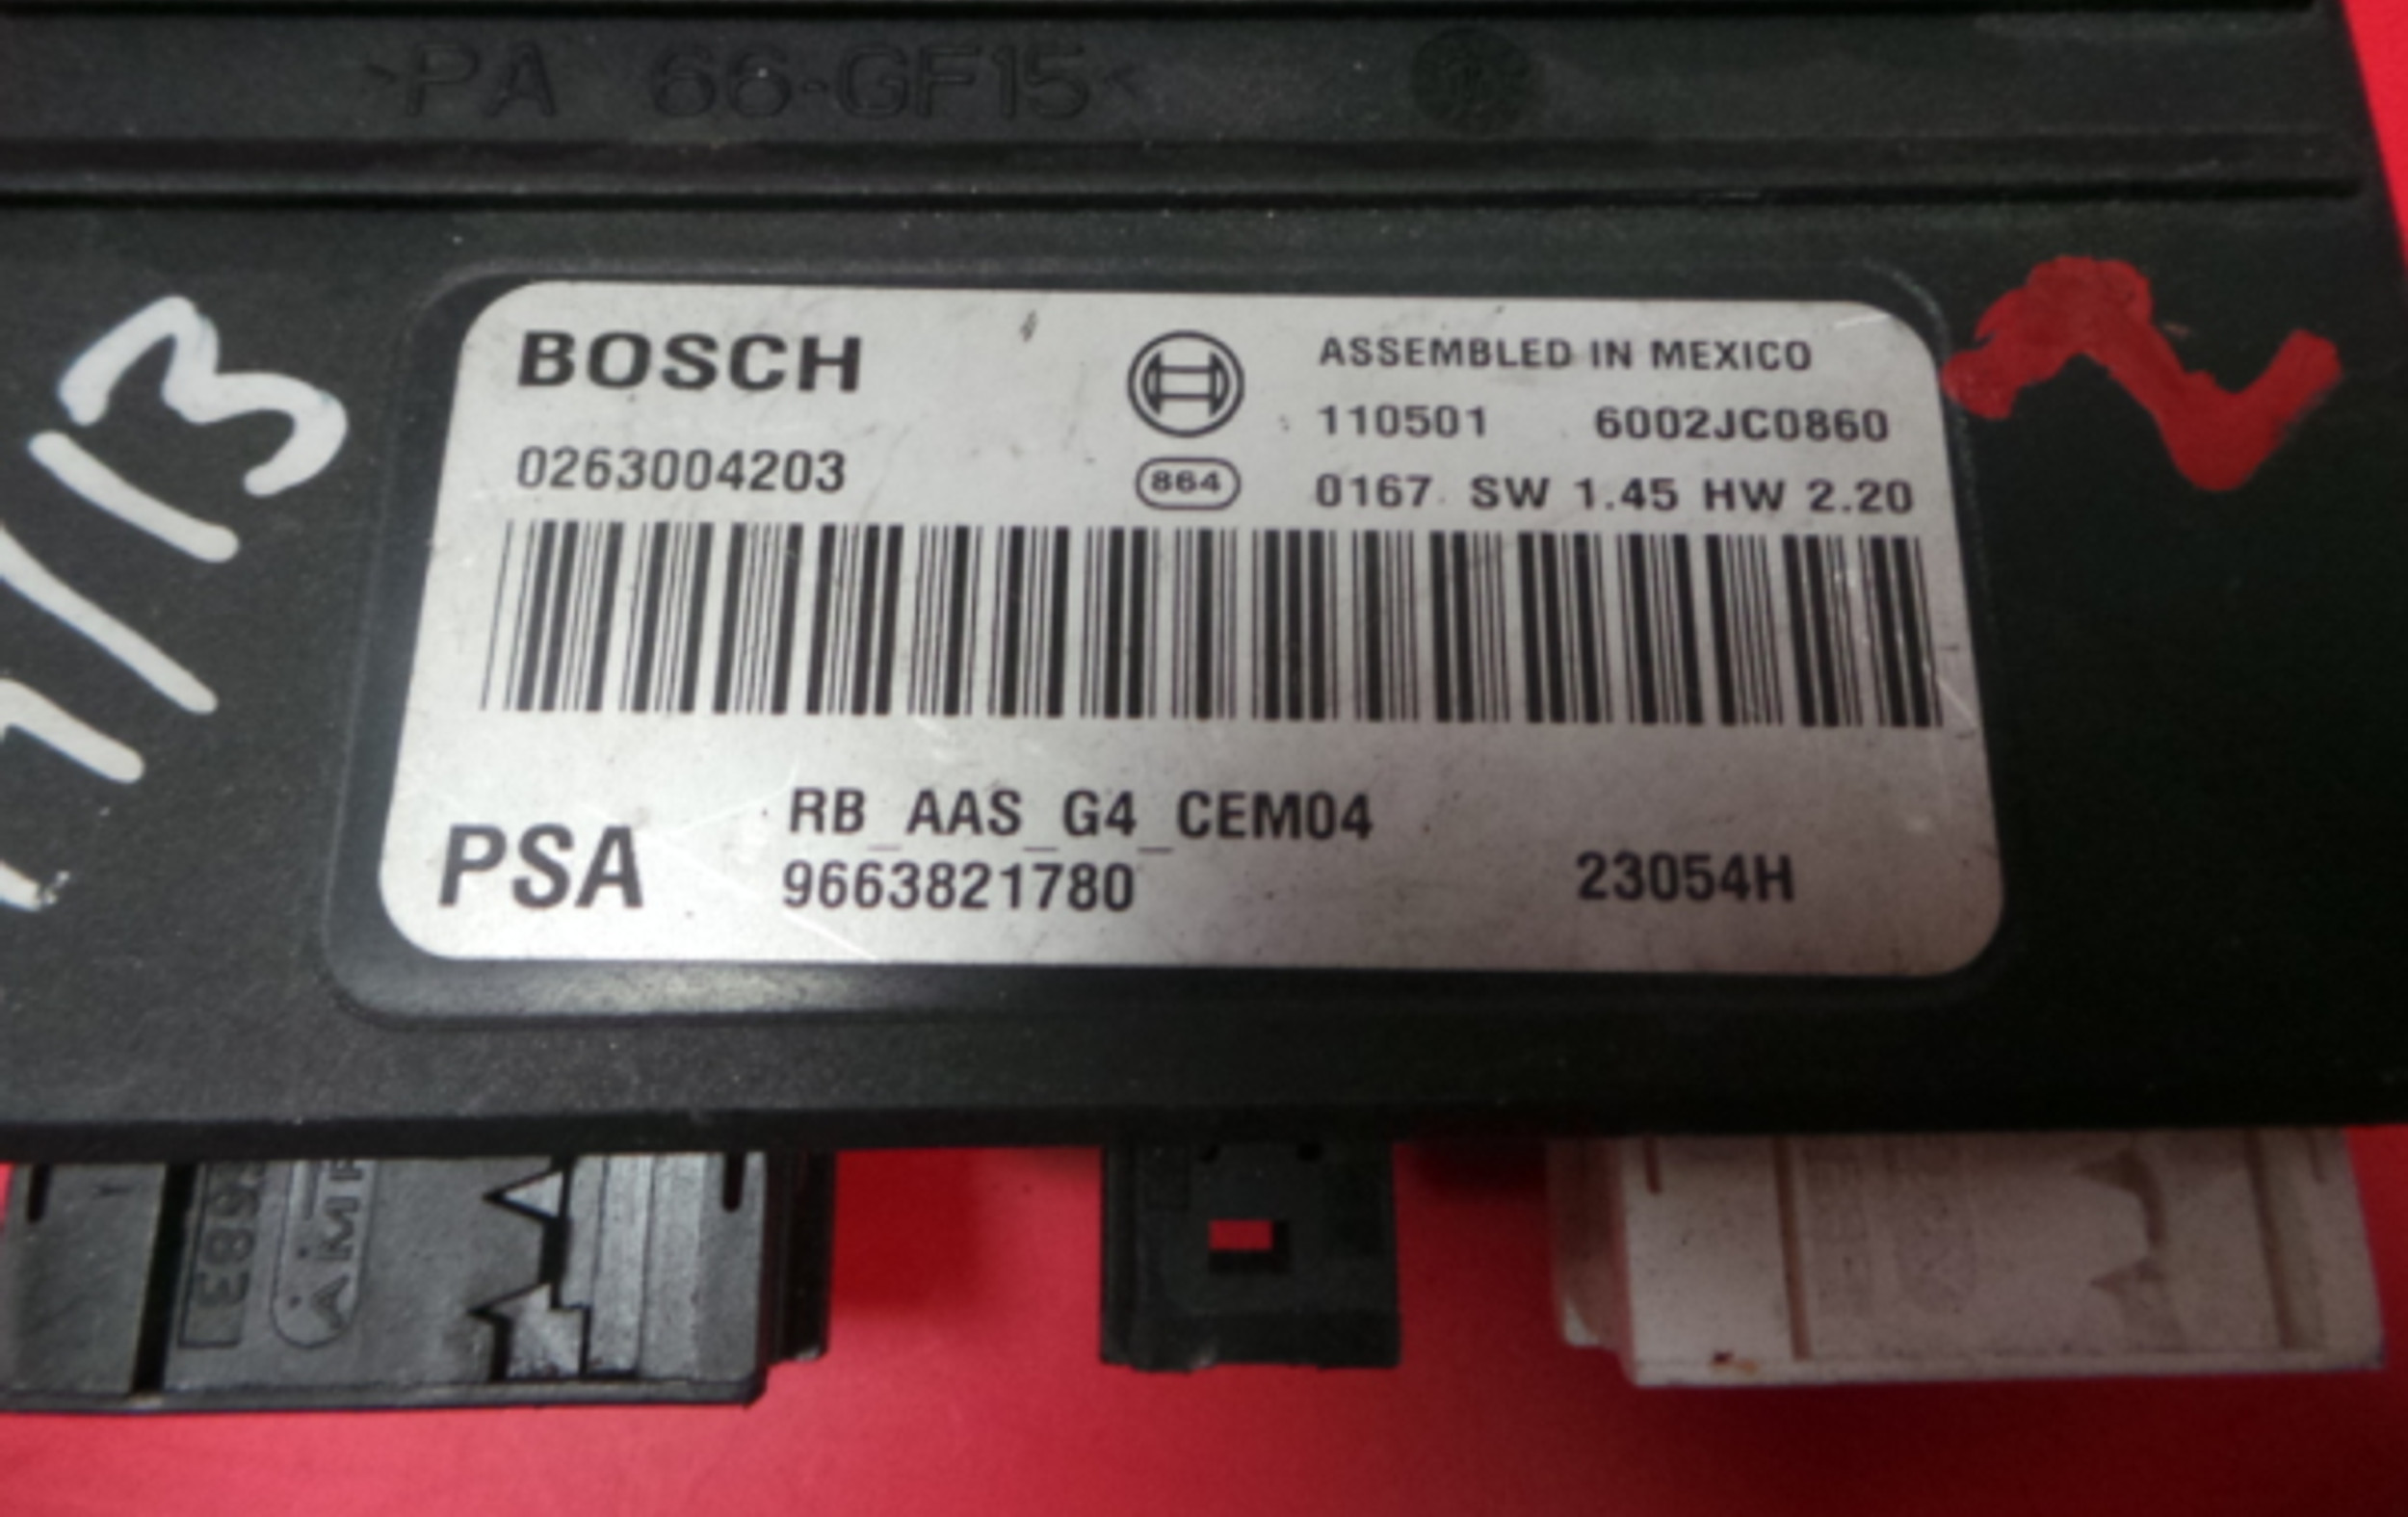 >PA 66-GF15<
BOSCH
ASSEMBLED IN MEXICO
110501 6002JC0860
0263004203
864
0167 SW 1.45 HW 2.20
RB_AAS_G4_CEM04
PSA
9663821780
23054H